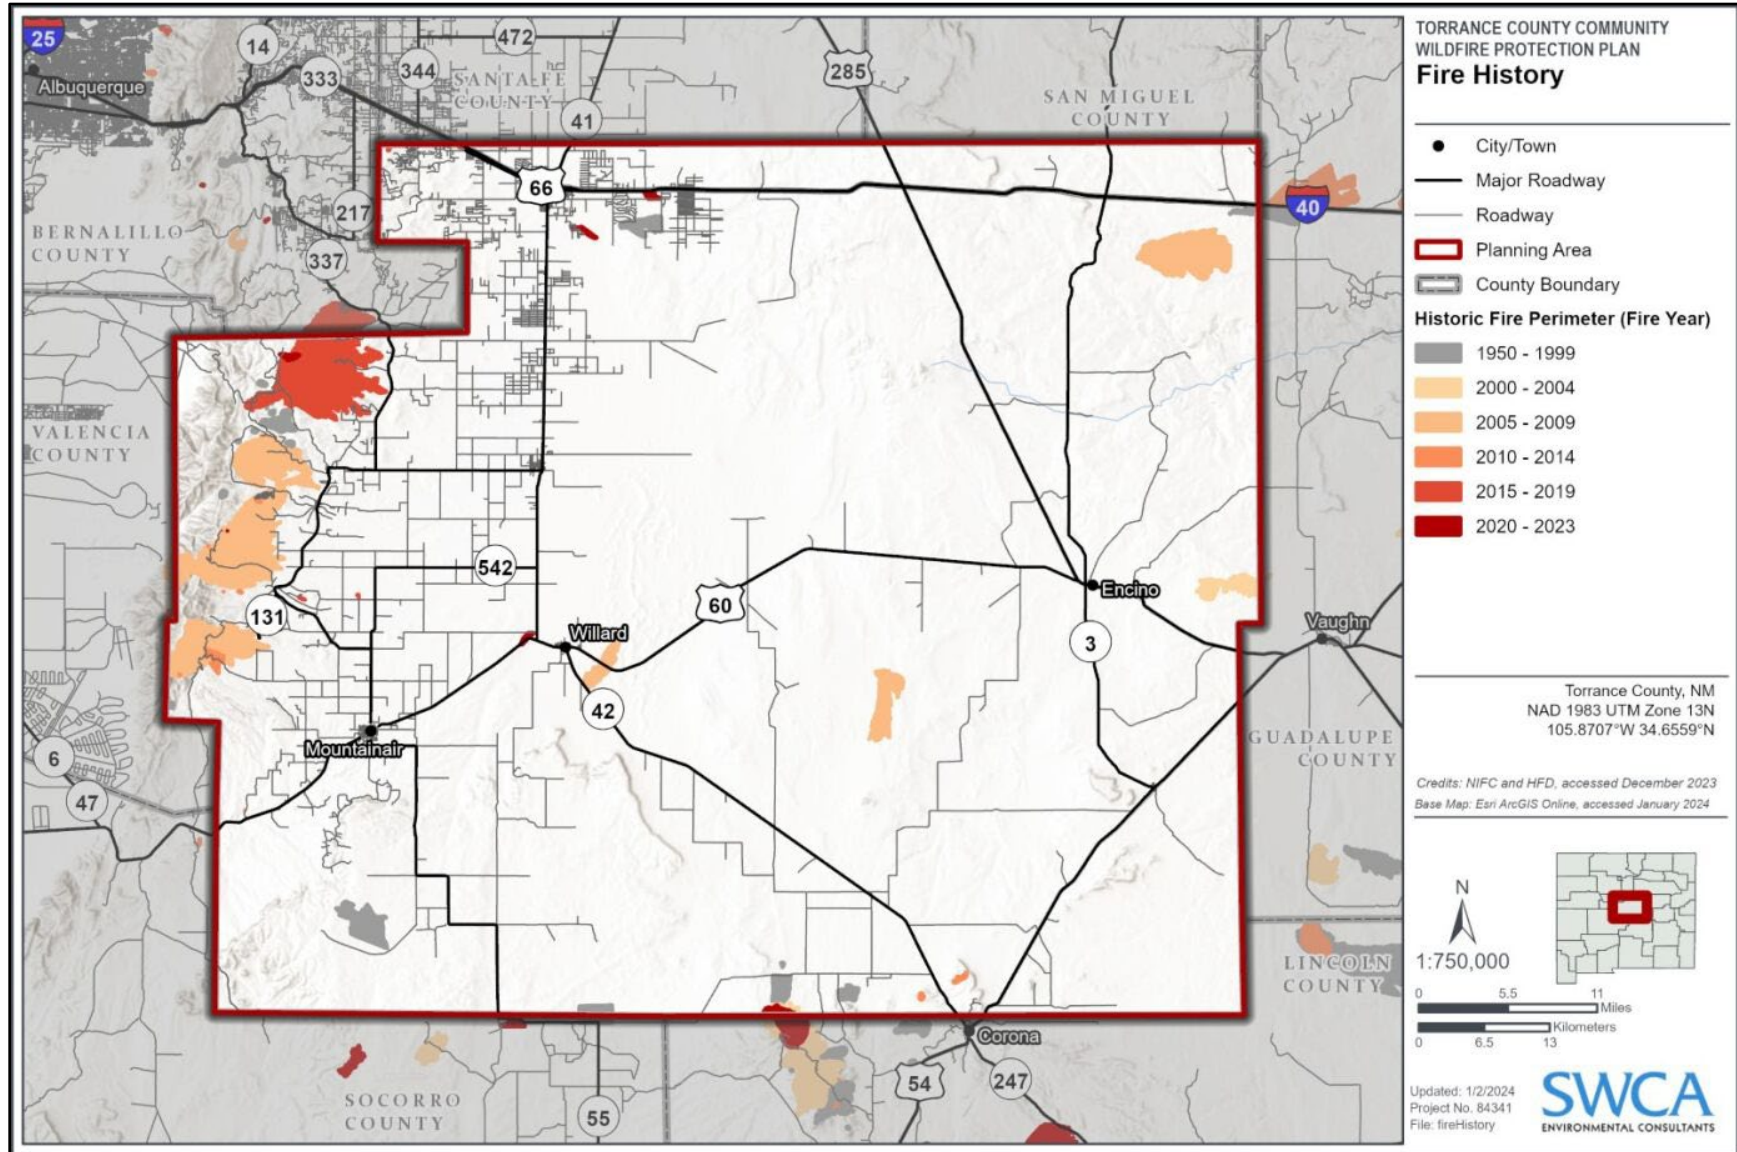 TORRANCE COUNTY COMMUNITY
WILDFIRE PROTECTION PLAN
Fire History
City/Town
Major Roadway
Roadway
Planning Area
County Boundary
Historic Fire Perimeter (Fire Year)
1950 - 1999
2000 - 2004
2005 - 2009
2010 - 2014
2015 - 2019
2020 - 2023
Torrance County, NM
NAD 1983 UTM Zone 13N
105.8707°W 34.6559°N
Credits: NIFC and HFD, accessed December 2023
Base Map: Esri ArcGIS Online, accessed January 2024
N
1:750,000
0 5.5 11
Miles
Kilometers
0 6.5 13
Updated: 1/2/2024
Project No. 84341
File: fireHistory
SWCA
ENVIRONMENTAL CONSULTANTS
25
14
472
333
344
285
Albuquerque
SANTA FE
COUNTY
41
SAN MIGUEL
COUNTY
66
217
40
BERNALILLO
COUNTY
337
VALENCIA
COUNTY
542
131
60
Encino
Willard
3
Vaughn
42
Mountainair
6
47
GUADALUPE
COUNTY
LINCOLN
COUNTY
Corona
54
247
SOCORRO
COUNTY
55